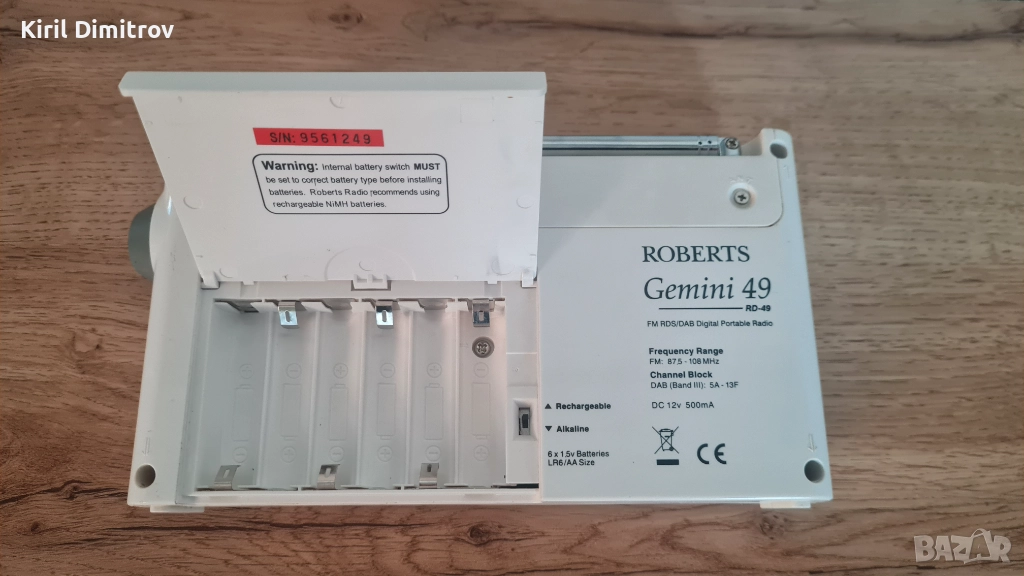 Kiril Dimitrov
S/N: 9561249
Warning: Internal battery switch MUST
be set to correct battery type before installing
batteries. Roberts Radio recommends using
rechargeable NiMH batteries.
ROBERTS
Gemini 49
RD-49
FM RDS/DAB Digital Portable Radio
Frequency Range
FM: 87.5 - 108 MHz
Channel Block
DAB (Band III): 5A - 13F
▲ Rechargeable
DC 12v 500mA
▼ Alkaline
6 x 1.5v Batteries
LR6/AA Size
CE
BAZAR